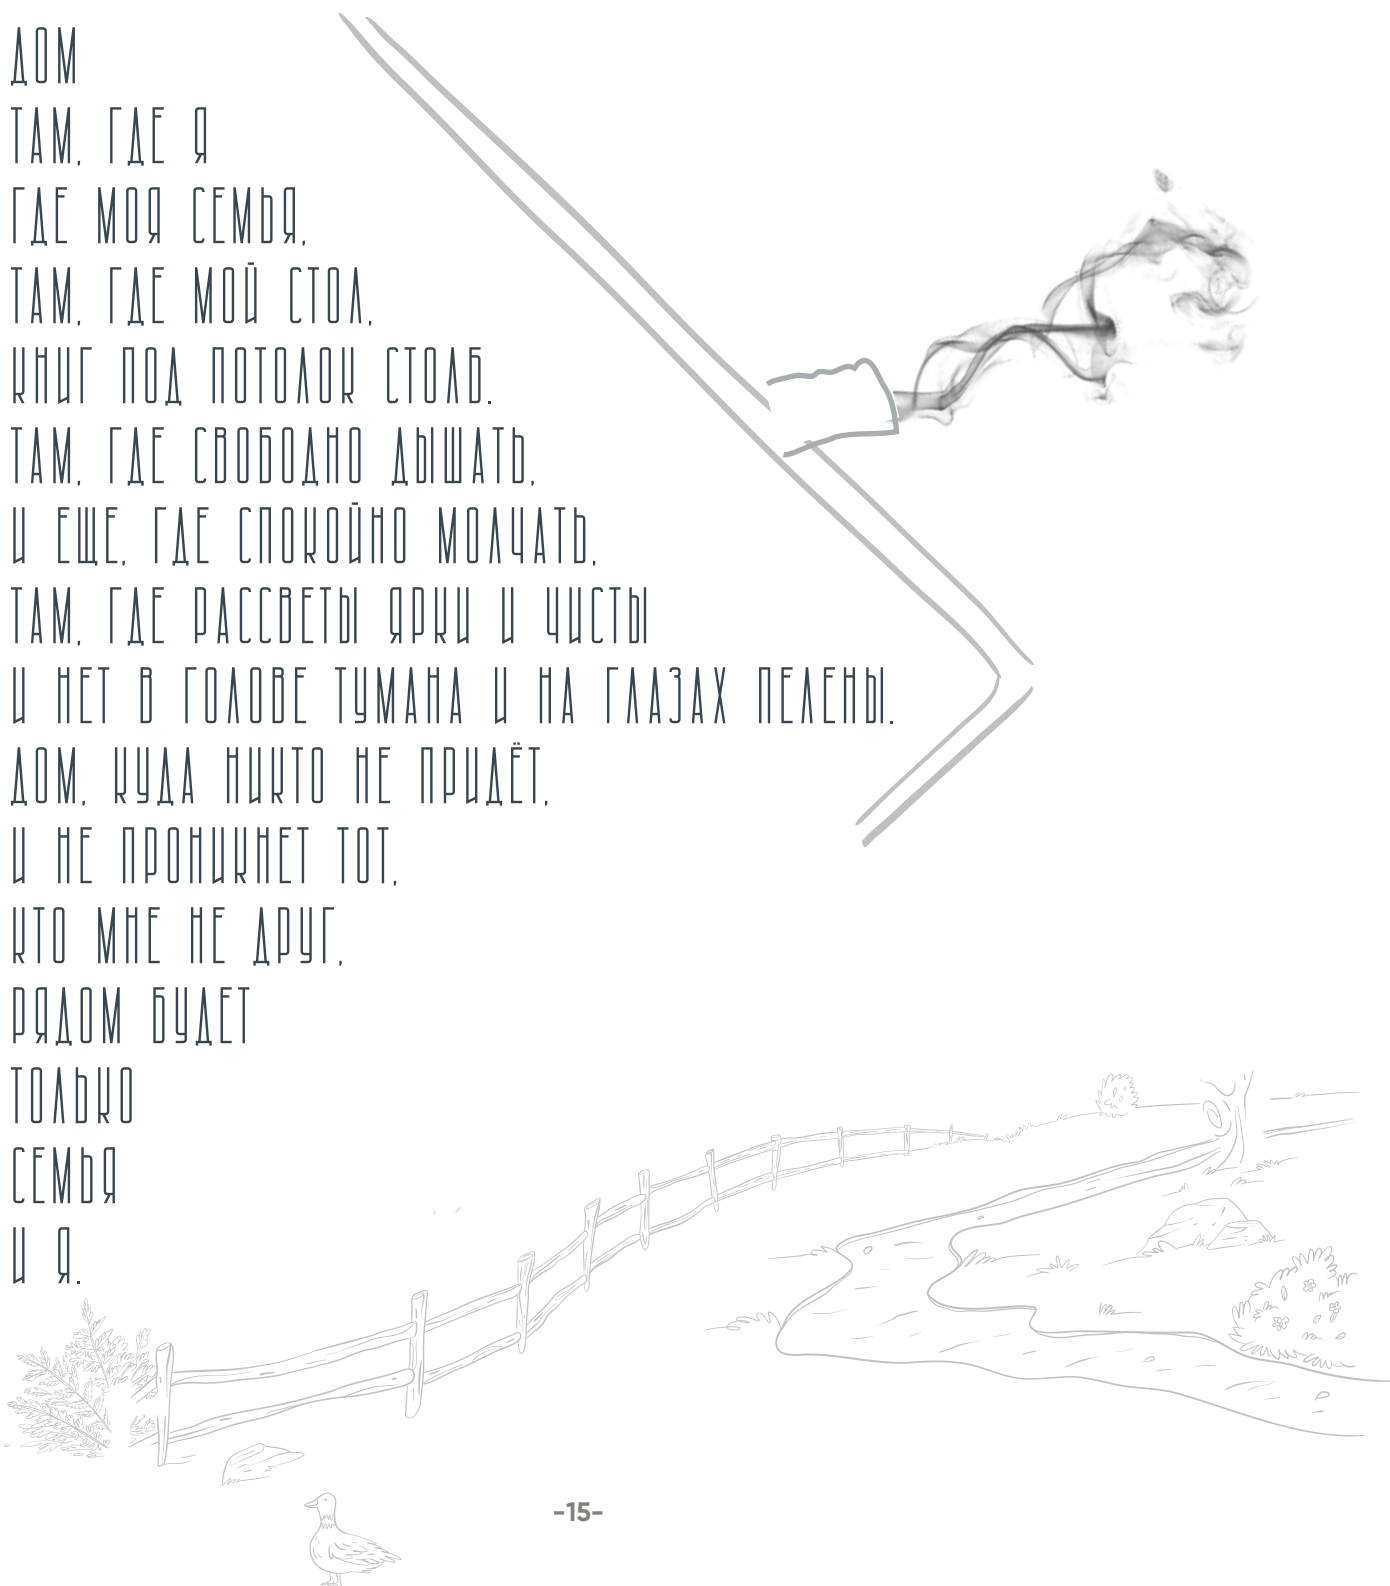 ДОМ
ТАМ, ГДЕ Я
ГДЕ МОЯ СЕМЬЯ,
ТАМ, ГДЕ МОЙ СТОЛ,
КНИГ ПОД ПОТОЛОК СТОЛБ.
ТАМ, ГДЕ СВОБОДНО ДЫШАТЬ,
И ЕЩЕ, ГДЕ СПОКОЙНО МОЛЧАТЬ,
ТАМ, ГДЕ РАССВЕТЫ ЯРКИ И ЧИСТЫ
И НЕТ В ГОЛОВЕ ТУМАНА И НА ГЛАЗАХ ПЕЛЕНЫ.
ДОМ, КУДА НИКТО НЕ ПРИДЁТ,
И НЕ ПРОНИКНЕТ ТОТ,
КТО МНЕ НЕ ДРУГ,
РЯДОМ БУДЕТ
ТОЛЬКО
СЕМЬЯ
И Я.
-15-